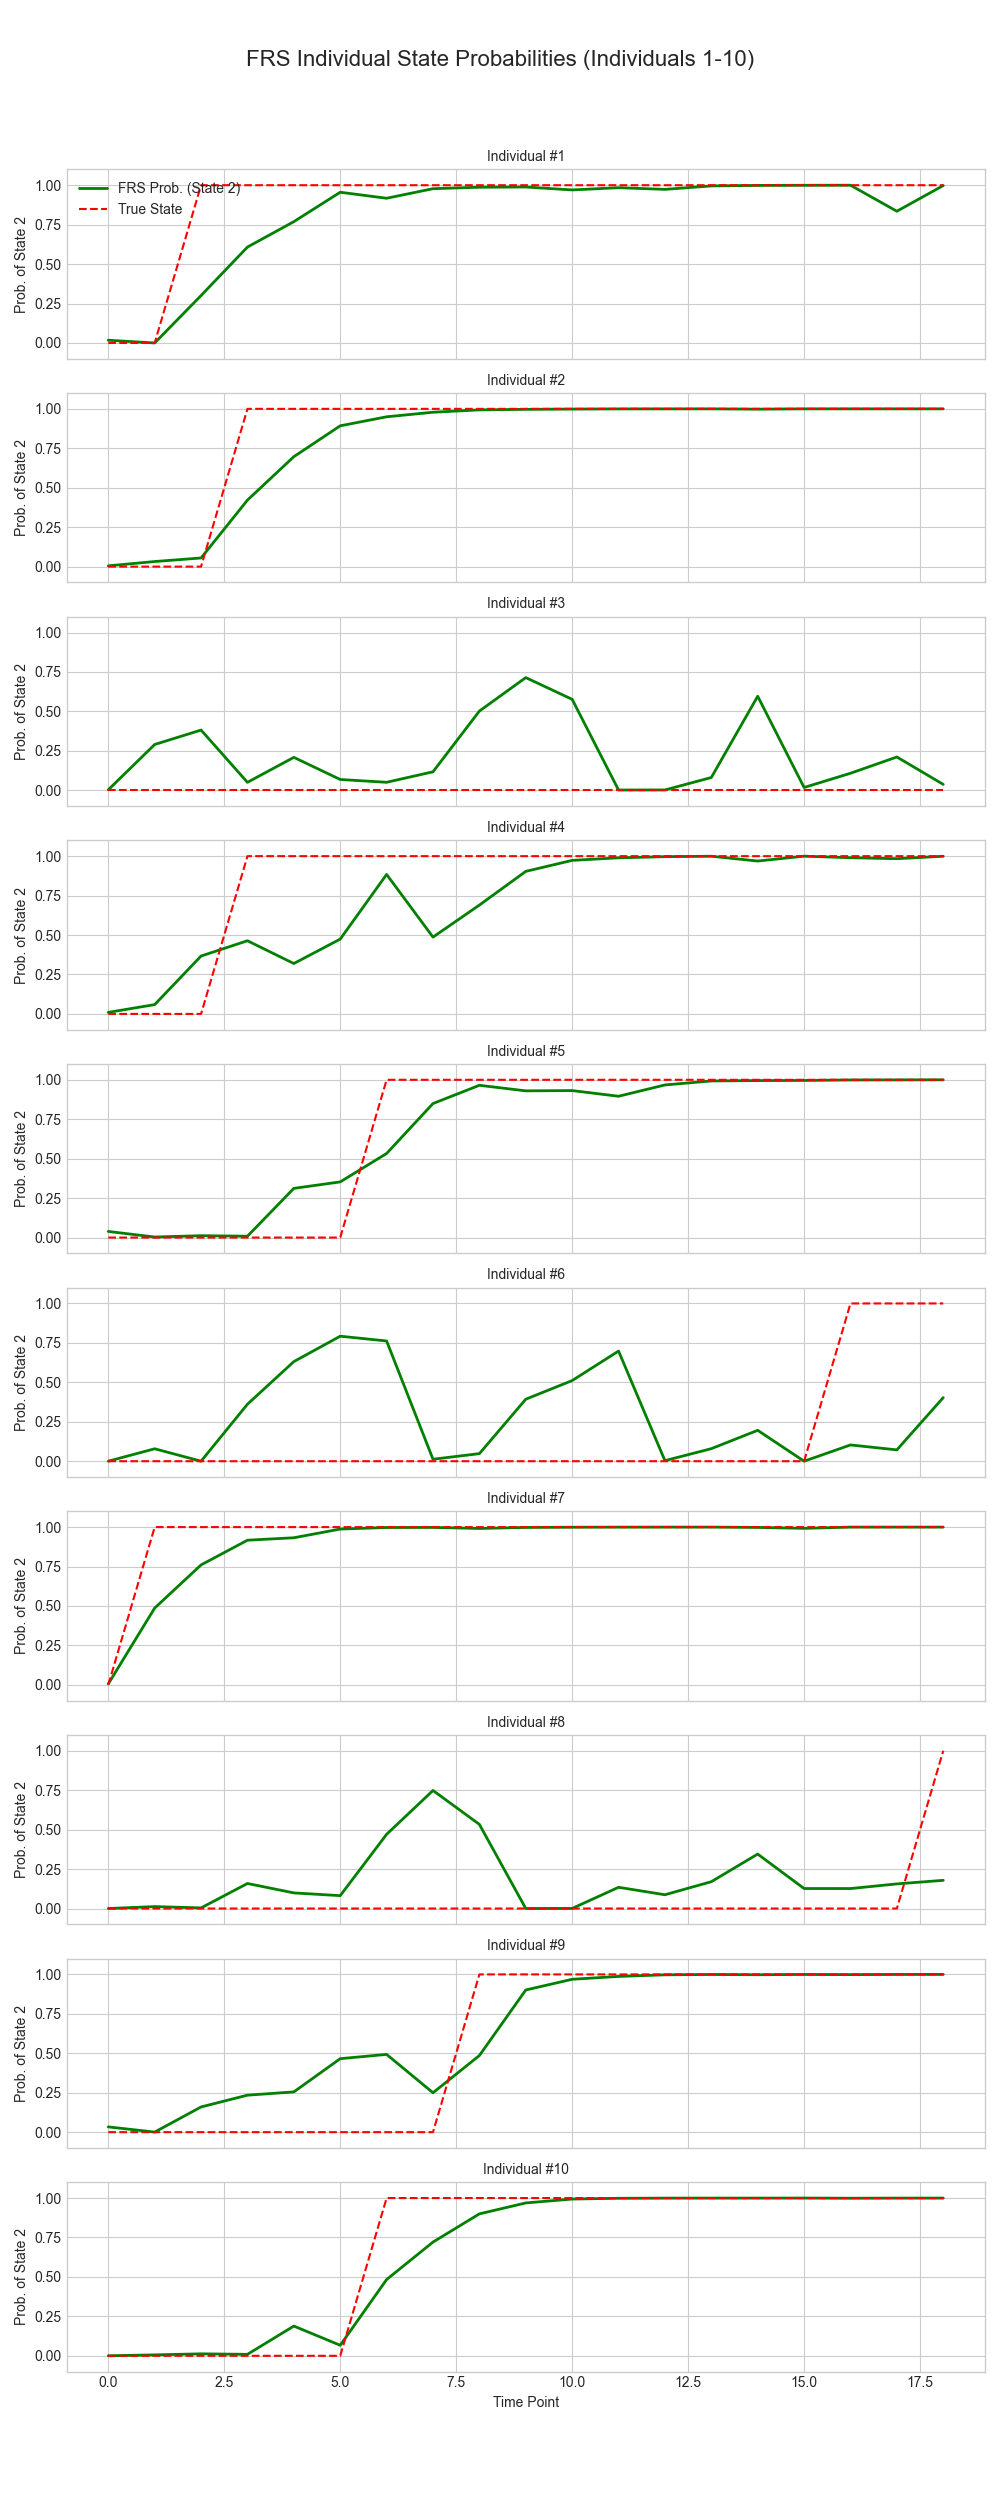 FRS Individual State Probabilities (Individuals 1-10)
Individual #1
FRS Prob. (State 2)
True State
Prob. of State 2
1.00
0.75
0.50
0.25
0.00
Individual #2
Prob. of State 2
1.00
0.75
0.50
0.25
0.00
Individual #3
Prob. of State 2
1.00
0.75
0.50
0.25
0.00
Individual #4
Prob. of State 2
1.00
0.75
0.50
0.25
0.00
Individual #5
Prob. of State 2
1.00
0.75
0.50
0.25
0.00
Individual #6
Prob. of State 2
1.00
0.75
0.50
0.25
0.00
Individual #7
Prob. of State 2
1.00
0.75
0.50
0.25
0.00
Individual #8
Prob. of State 2
1.00
0.75
0.50
0.25
0.00
Individual #9
Prob. of State 2
1.00
0.75
0.50
0.25
0.00
Individual #10
Prob. of State 2
1.00
0.75
0.50
0.25
0.00
0.0 2.5 5.0 7.5 10.0 12.5 15.0 17.5
Time Point